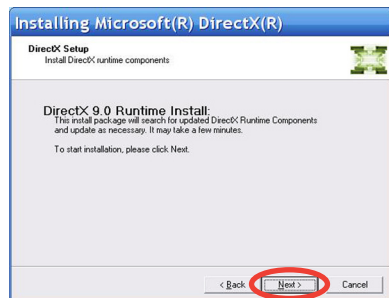 Installing Microsoft(R) DirectX(R)
DirectX Setup
Install DirectX runtime components
DirectX 9.0 Runtime Install:
This install package will search for updated DirectX Runtime Components
and update as necessary. It may take a few minutes.
To start installation, please click Next.
< Back Next > Cancel